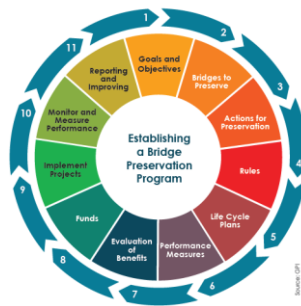 1
Goals and
Objectives
2
Bridges to
Preserve
3
Actions for
Preservation
4
Rules
5
Life Cycle
Plans
6
Performance
Measures
7
Evaluation
of
Benefits
8
Funds
9
Implement
Projects
10
Monitor and
Measure
Performance
11
Reporting
and
Improving
Establishing
a Bridge
Preservation
Program
Source: OPI